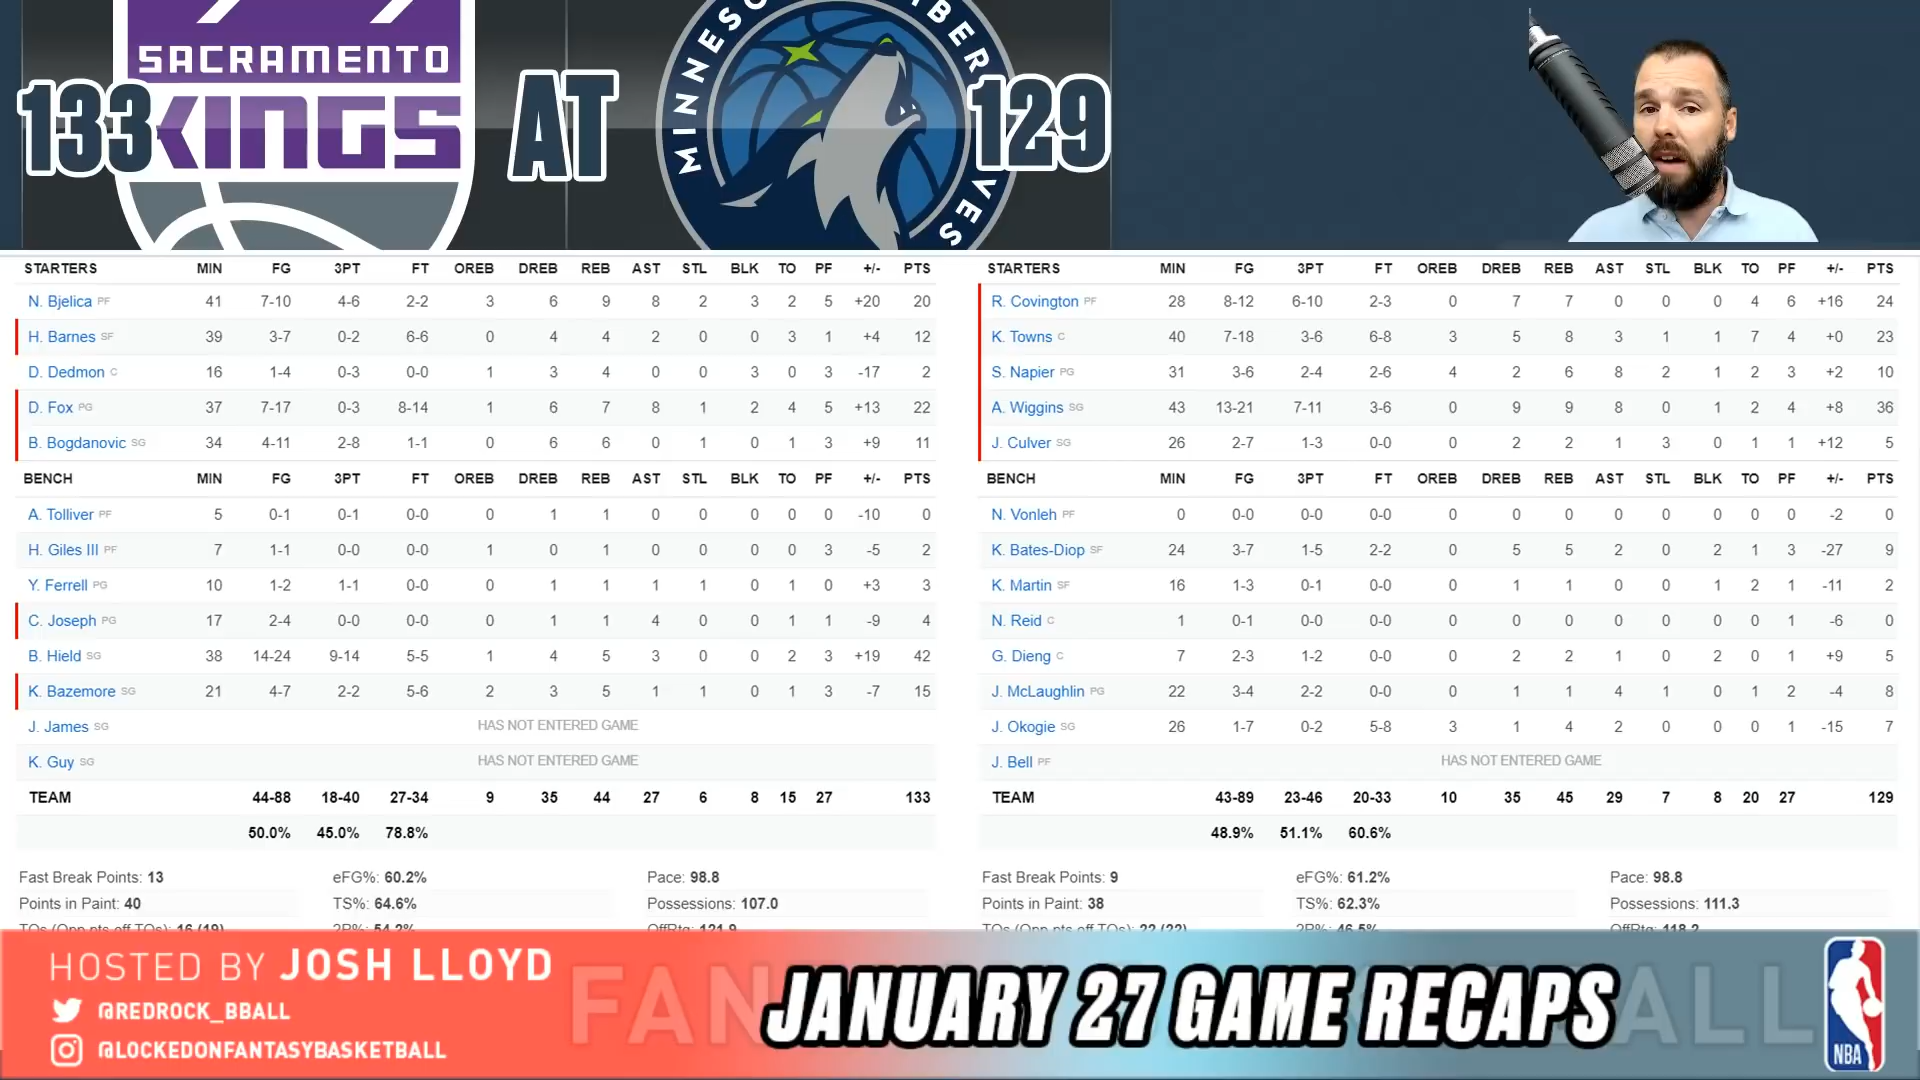 SACRAMENTO
KINGS
133
AT
MINNESO
BER
VES
129
STARTERS MIN FG 3PT FT OREB DREB REB AST STL BLK TO PF +/- PTS
N. Bjelica PF 41 7-10 4-6 2-2 3 6 9 8 2 3 2 5 +20 20
H. Barnes SF 39 3-7 0-2 6-6 0 4 4 2 0 0 3 1 +4 12
D. Dedmon C 16 1-4 0-3 0-0 1 3 4 0 0 3 0 3 -17 2
D. Fox PG 37 7-17 0-3 8-14 1 6 7 8 1 2 4 5 +13 22
B. Bogdanovic SG 34 4-11 2-8 1-1 0 6 6 0 1 0 1 3 +9 11
BENCH MIN FG 3PT FT OREB DREB REB AST STL BLK TO PF +/- PTS
A. Tolliver PF 5 0-1 0-1 0-0 0 1 1 0 0 0 0 0 -10 0
H. Giles III PF 7 1-1 0-0 0-0 1 0 1 0 0 0 0 3 -5 2
Y. Ferrell PG 10 1-2 1-1 0-0 0 1 1 1 1 0 1 0 +3 3
C. Joseph PG 17 2-4 0-0 0-0 0 1 1 4 0 0 1 1 -9 4
B. Hield SG 38 14-24 9-14 5-5 1 4 5 3 0 0 2 3 +19 42
K. Bazemore SG 21 4-7 2-2 5-6 2 3 5 1 1 0 1 3 -7 15
J. James SG HAS NOT ENTERED GAME
K. Guy SG HAS NOT ENTERED GAME
TEAM 44-88 18-40 27-34 9 35 44 27 6 8 15 27 133
50.0% 45.0% 78.8%
Fast Break Points: 13 eFG%: 60.2% Pace: 98.8
Points in Paint: 40 TS%: 64.6% Possessions: 107.0
TOs (Opp pts off TOs): 16 (19) 2P%: 54.2% OffRtg: 121.9
STARTERS MIN FG 3PT FT OREB DREB REB AST STL BLK TO PF +/- PTS
R. Covington PF 28 8-12 6-10 2-3 0 7 7 0 0 0 4 6 +16 24
K. Towns C 40 7-18 3-6 6-8 3 5 8 3 1 1 7 4 +0 23
S. Napier PG 31 3-6 2-4 2-6 4 2 6 8 2 1 2 3 +2 10
A. Wiggins SG 43 13-21 7-11 3-6 0 9 9 8 0 1 2 4 +8 36
J. Culver SG 26 2-7 1-3 0-0 0 2 2 1 3 0 1 1 +12 5
BENCH MIN FG 3PT FT OREB DREB REB AST STL BLK TO PF +/- PTS
N. Vonleh PF 0 0-0 0-0 0-0 0 0 0 0 0 0 0 0 -2 0
K. Bates-Diop SF 24 3-7 1-5 2-2 0 5 5 2 0 2 1 3 -27 9
K. Martin SF 16 1-3 0-1 0-0 0 1 1 0 0 1 2 1 -11 2
N. Reid C 1 0-1 0-0 0-0 0 0 0 0 0 0 0 1 -6 0
G. Dieng C 7 2-3 1-2 0-0 0 2 2 1 0 2 0 1 +9 5
J. McLaughlin PG 22 3-4 2-2 0-0 0 1 1 4 1 0 1 2 -4 8
J. Okogie SG 26 1-7 0-2 5-8 3 1 4 2 0 0 0 1 -15 7
J. Bell PF HAS NOT ENTERED GAME
TEAM 43-89 23-46 20-33 10 35 45 29 7 8 20 27 129
48.9% 51.1% 60.6%
Fast Break Points: 9 eFG%: 61.2% Pace: 98.8
Points in Paint: 38 TS%: 62.3% Possessions: 111.3
TOs (Opp pts off TOs): 22 (22) 2P%: 46.5% OffRtg: 118.2
HOSTED BY JOSH LLOYD
@REDROCK_BBALL
@LOCKEDONFANTASYBASKETBALL
FAN
ALL
JANUARY 27 GAME RECAPS
NBA